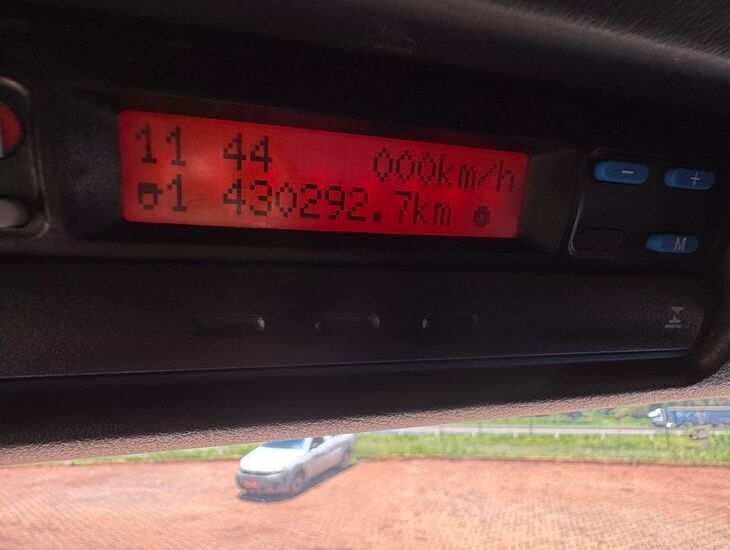 11 44 000km/h
1 430292.7km
- +
M